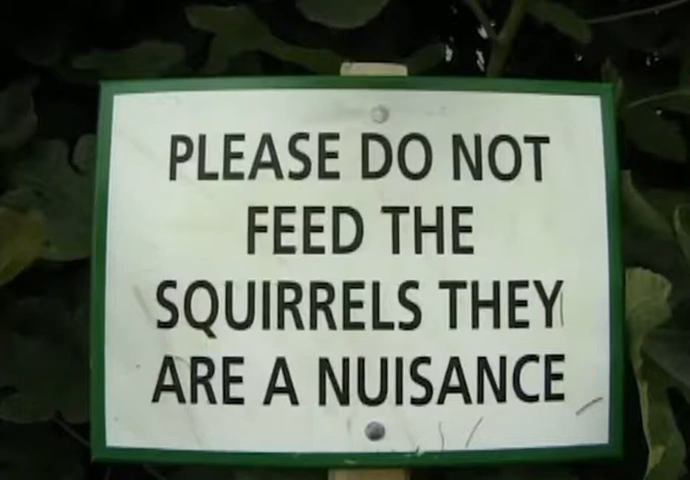 PLEASE DO NOT
FEED THE
SQUIRRELS THEY
ARE A NUISANCE